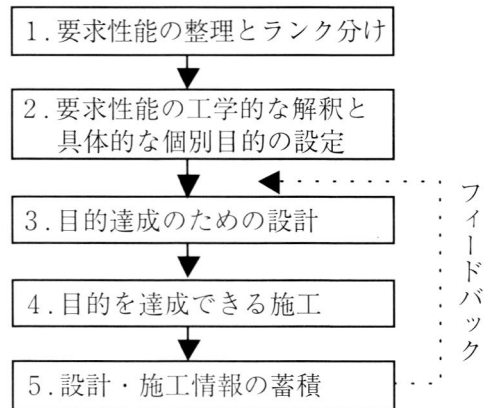 1.要求性能の整理とランク分け
2.要求性能の工学的な解釈と
具体的な個別目的の設定
3.目的達成のための設計
4.目的を達成できる施工
5.設計・施工情報の蓄積
フィードバック